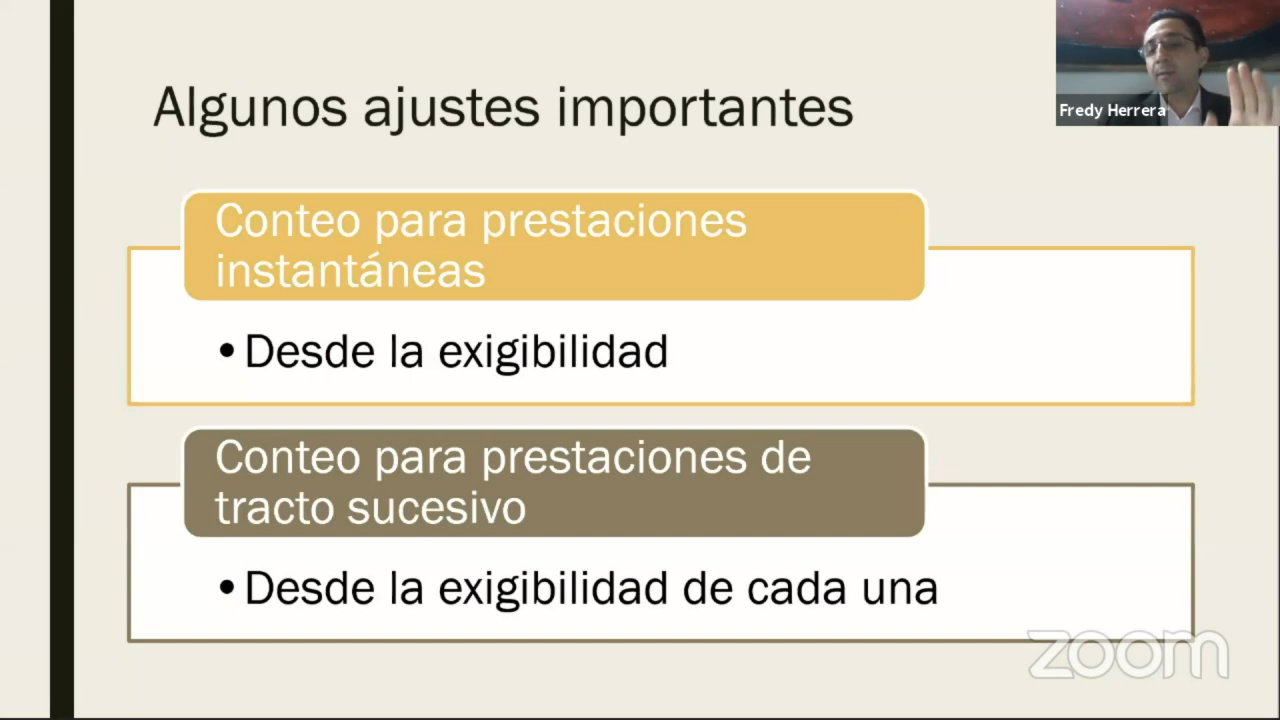 Algunos ajustes importantes
Fredy Herrera
Conteo para prestaciones
instantáneas
•Desde la exigibilidad
Conteo para prestaciones de
tracto sucesivo
•Desde la exigibilidad de cada una
zoom